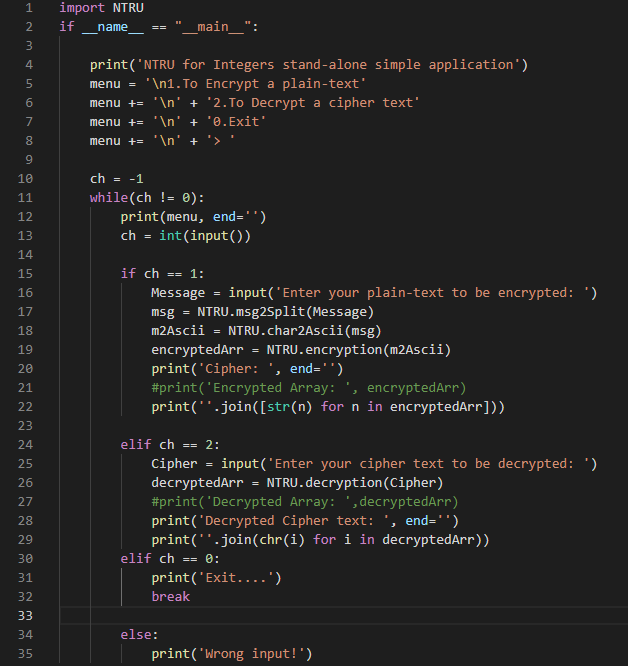 1 import NTRU
2 if __name__ == "__main__":
3
4 print('NTRU for Integers stand-alone simple application')
5 menu = '\n1.To Encrypt a plain-text'
6 menu += '\n' + '2.To Decrypt a cipher text'
7 menu += '\n' + '0.Exit'
8 menu += '\n' + '> '
9
10 ch = -1
11 while(ch != 0):
12 print(menu, end='')
13 ch = int(input())
14
15 if ch == 1:
16 Message = input('Enter your plain-text to be encrypted: ')
17 msg = NTRU.msg2Split(Message)
18 m2Ascii = NTRU.char2Ascii(msg)
19 encryptedArr = NTRU.encryption(m2Ascii)
20 print('Cipher: ', end='')
21 #print('Encrypted Array: ', encryptedArr)
22 print(''.join([str(n) for n in encryptedArr]))
23
24 elif ch == 2:
25 Cipher = input('Enter your cipher text to be decrypted: ')
26 decryptedArr = NTRU.decryption(Cipher)
27 #print('Decrypted Array: ',decryptedArr)
28 print('Decrypted Cipher text: ', end='')
29 print(''.join(chr(i) for i in decryptedArr))
30 elif ch == 0:
31 print('Exit....')
32 break
33
34 else:
35 print('Wrong input!')